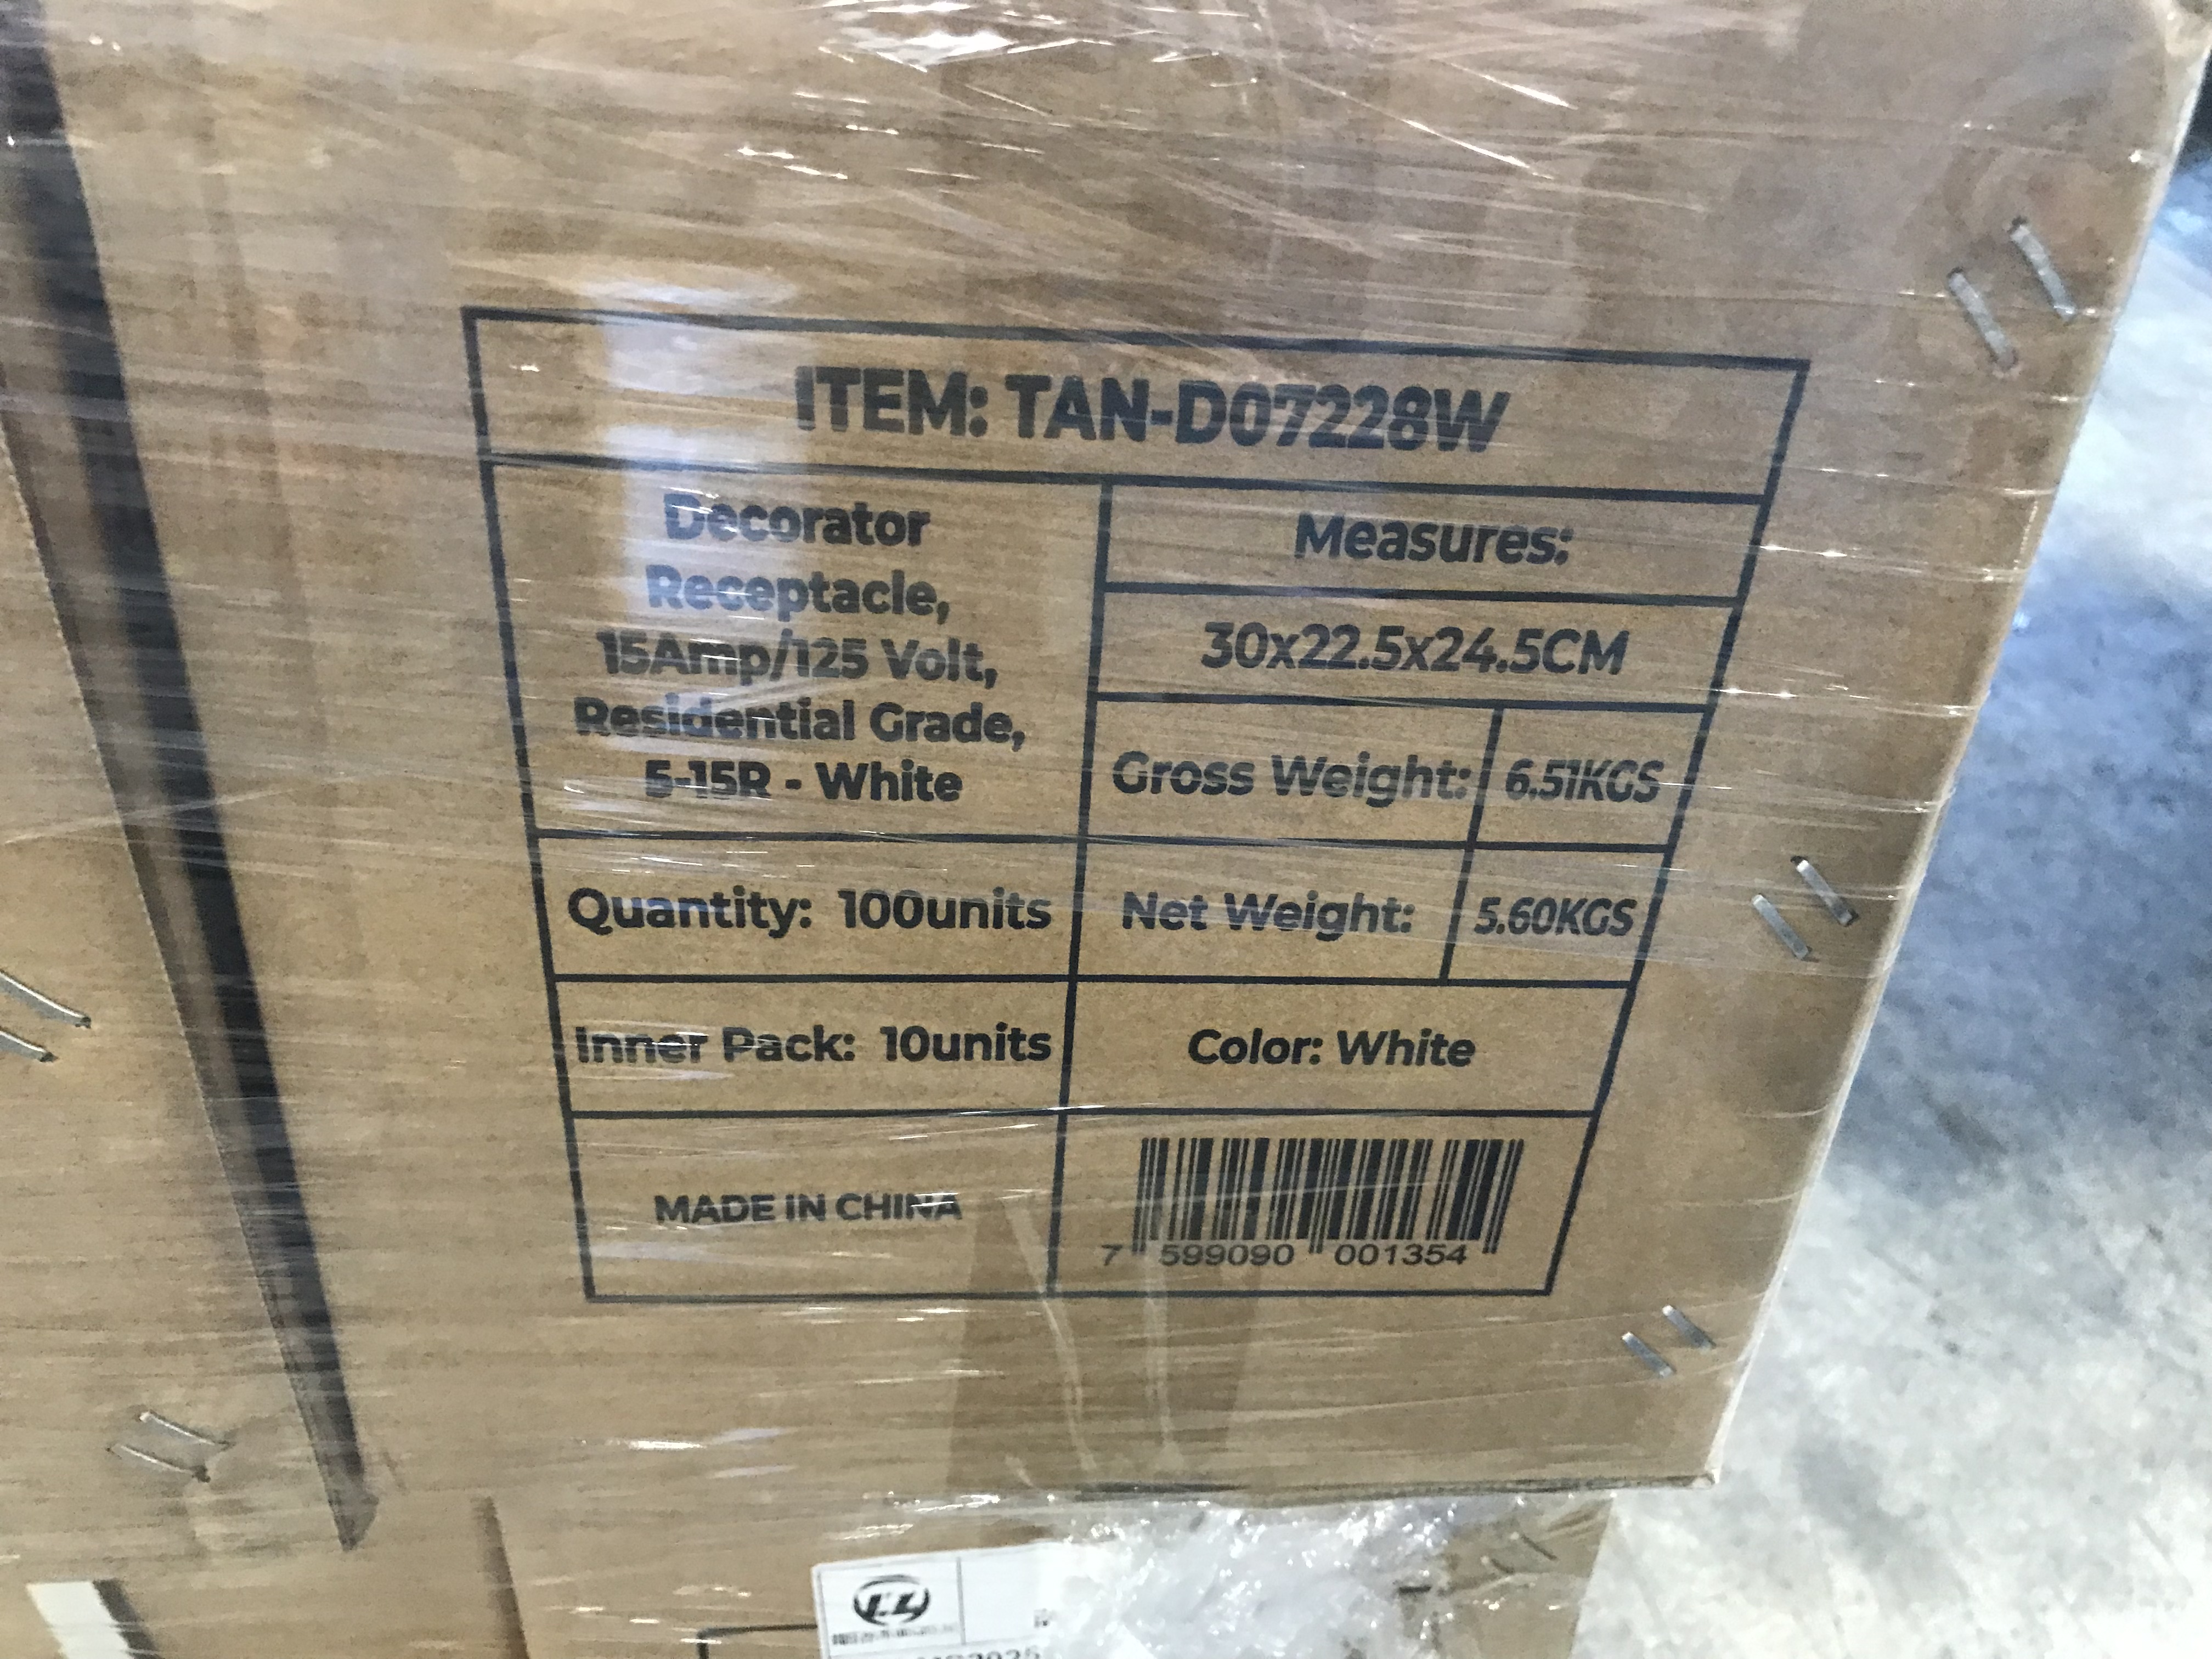 ITEM: TAN-D07228W
Decorator
Receptacle,
15Amp/125 Volt,
Residential Grade,
5-15R - White
Measures:
30x22.5x24.5CM
Gross Weight: 6.51KGS
Quantity: 100units
Net Weight: 5.60KGS
Inner Pack: 10units
Color: White
MADE IN CHINA
7 599090 001354